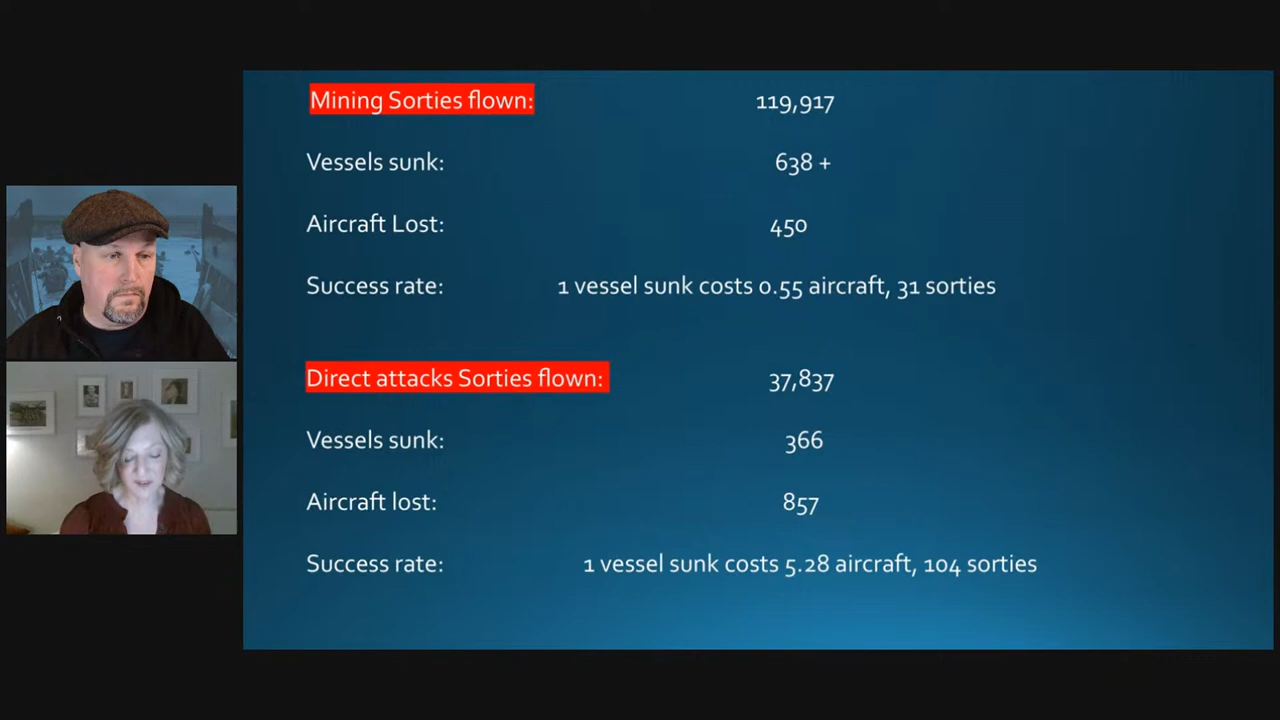 Mining Sorties flown: 119,917
Vessels sunk: 638 +
Aircraft Lost: 450
Success rate: 1 vessel sunk costs 0.55 aircraft, 31 sorties
Direct attacks Sorties flown: 37,837
Vessels sunk: 366
Aircraft lost: 857
Success rate: 1 vessel sunk costs 5.28 aircraft, 104 sorties